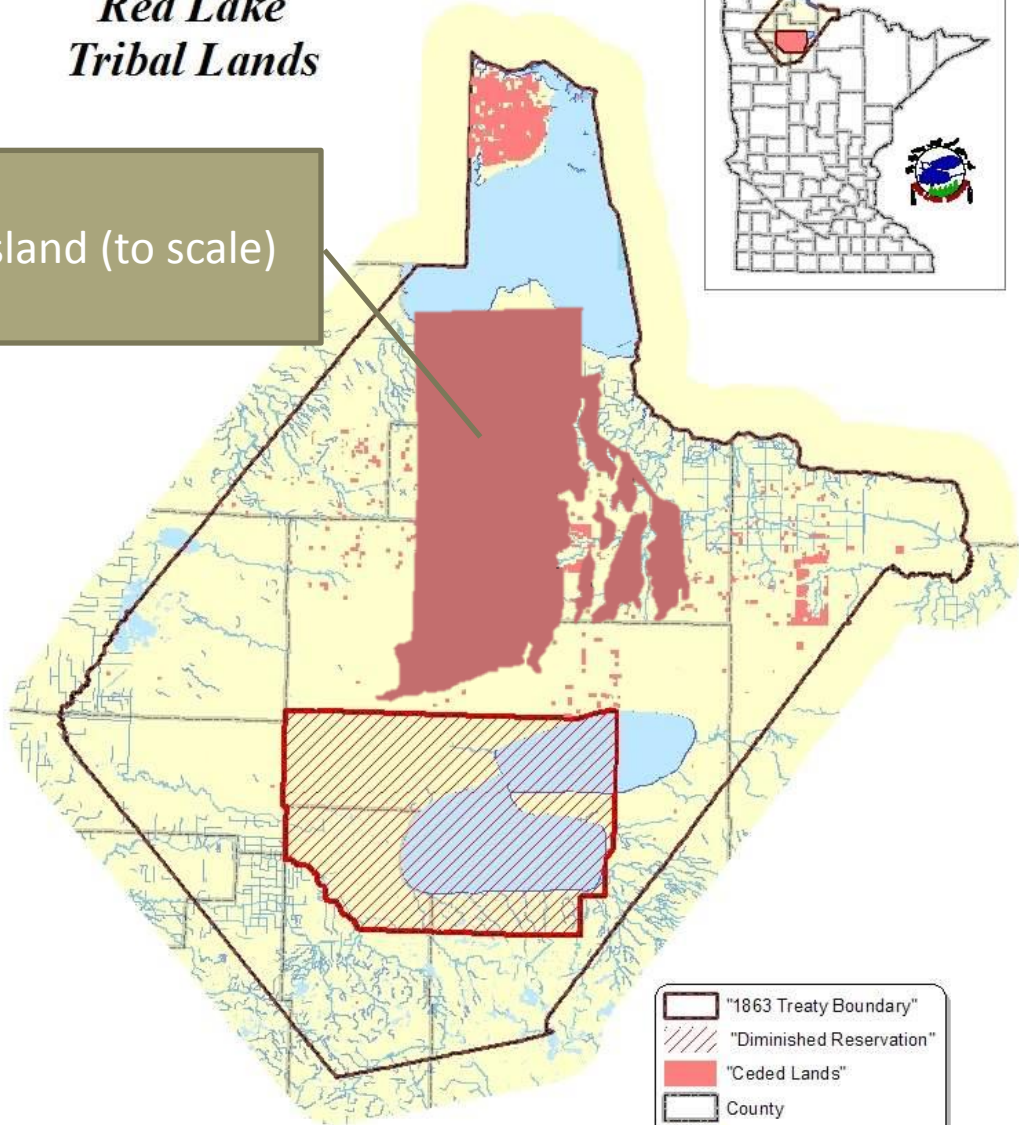 Red Lake
Tribal Lands
sland (to scale)
"1863 Treaty Boundary"
"Diminished Reservation"
"Ceded Lands"
County